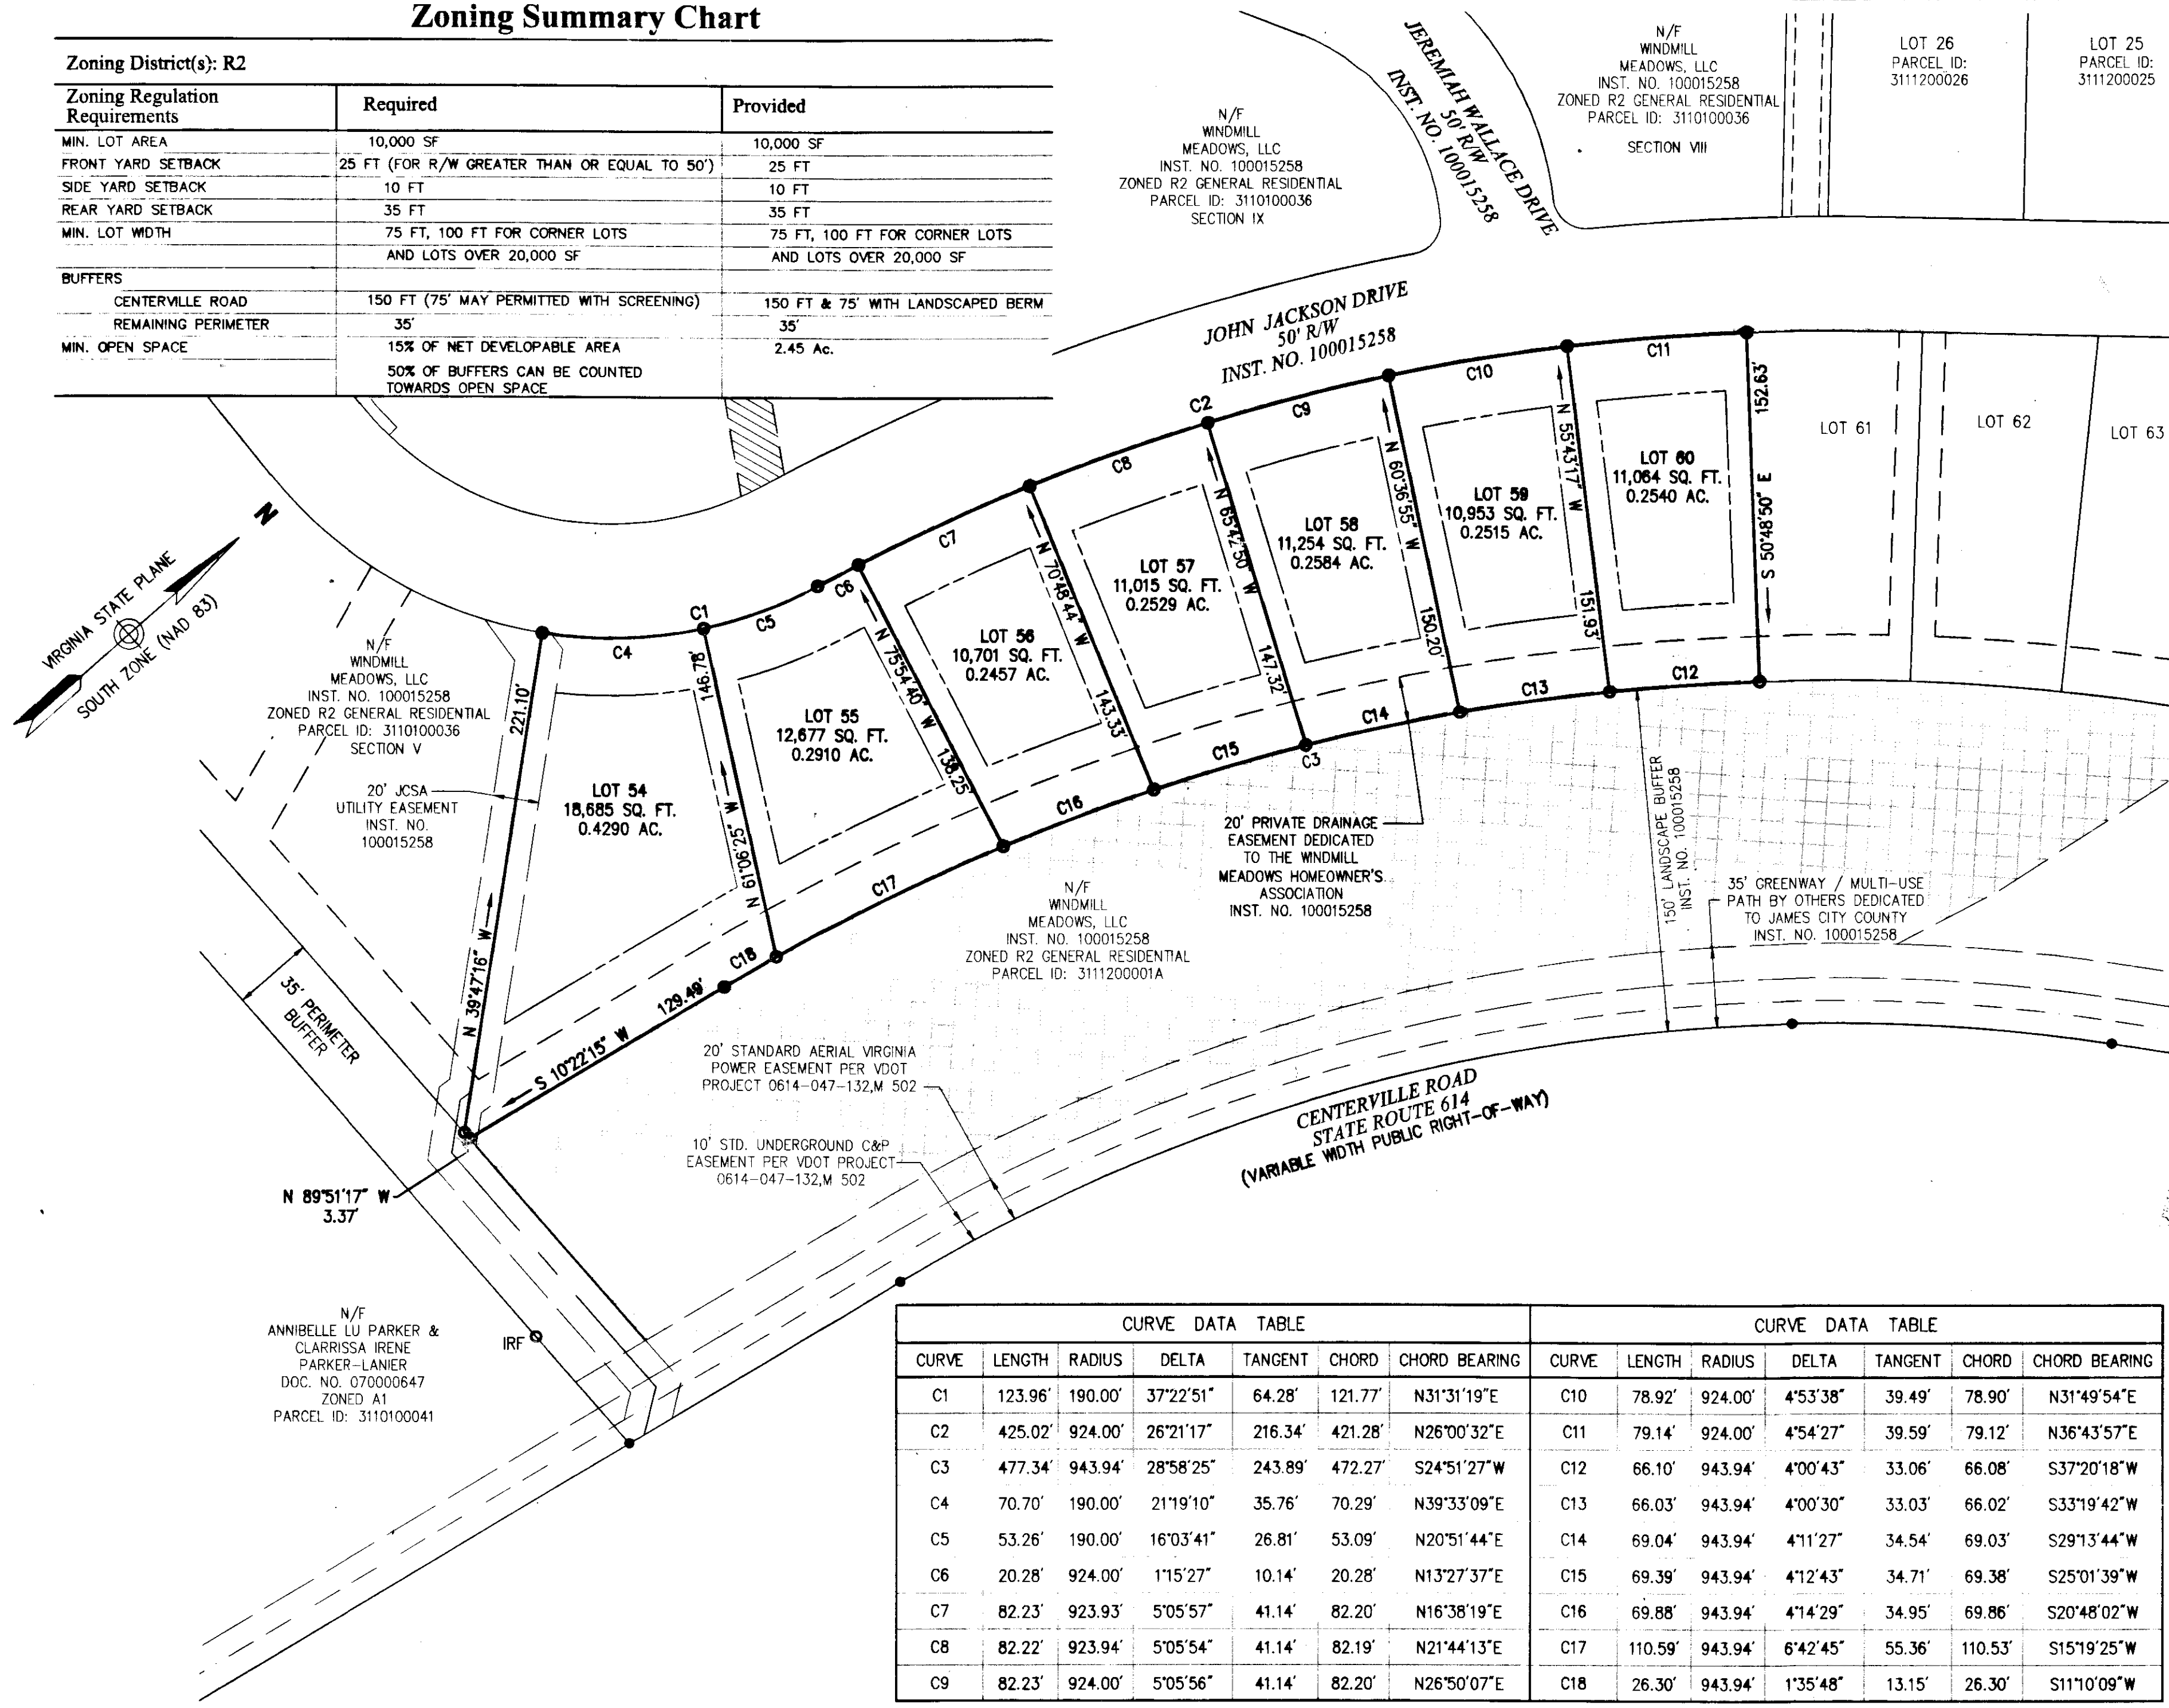 Zoning Summary Chart
Zoning District(s): R2
Zoning Regulation Requirements Required Provided
MIN. LOT AREA 10,000 SF 10,000 SF
FRONT YARD SETBACK 25 FT (FOR R/W GREATER THAN OR EQUAL TO 50') 25 FT
SIDE YARD SETBACK 10 FT 10 FT
REAR YARD SETBACK 35 FT 35 FT
MIN. LOT WIDTH 75 FT, 100 FT FOR CORNER LOTS 75 FT, 100 FT FOR CORNER LOTS
AND LOTS OVER 20,000 SF AND LOTS OVER 20,000 SF
BUFFERS
CENTERVILLE ROAD 150 FT (75' MAY PERMITTED WITH SCREENING) 150 FT & 75' WITH LANDSCAPED BERM
REMAINING PERIMETER 35' 35'
MIN. OPEN SPACE 15% OF NET DEVELOPABLE AREA 2.45 Ac.
50% OF BUFFERS CAN BE COUNTED
TOWARDS OPEN SPACE
N/F
WINDMILL
MEADOWS, LLC
INST. NO. 100015258
ZONED R2 GENERAL RESIDENTIAL
PARCEL ID: 3110100036
SECTION IX
JEREMIAH WALLACE DRIVE
50' R/W
INST. NO. 100015258
N/F
WINDMILL
MEADOWS, LLC
INST. NO. 100015258
ZONED R2 GENERAL RESIDENTIAL
PARCEL ID: 3110100036
SECTION VIII
LOT 26
PARCEL ID:
3111200026
LOT 25
PARCEL ID:
3111200025
JOHN JACKSON DRIVE
50' R/W
INST. NO. 100015258
N
VIRGINIA STATE PLANE
SOUTH ZONE (NAD 83)
N/F
WINDMILL
MEADOWS, LLC
INST. NO. 100015258
ZONED R2 GENERAL RESIDENTIAL
PARCEL ID: 3110100036
SECTION V
20' JCSA
UTILITY EASEMENT
INST. NO.
100015258
221.10'
N 39°47'16" W
C4
C1
C5
C6
C7
C8
C2
C9
C10
C11
LOT 54
18,685 SQ. FT.
0.4290 AC.
146.78'
N 61°06'25" W
LOT 55
12,677 SQ. FT.
0.2910 AC.
N 75°54'40" W
138.25'
LOT 56
10,701 SQ. FT.
0.2457 AC.
N 70°48'44" W
143.33'
LOT 57
11,015 SQ. FT.
0.2529 AC.
N 65°42'50" W
147.32'
LOT 58
11,254 SQ. FT.
0.2584 AC.
N 60°36'55" W
150.20'
LOT 59
10,953 SQ. FT.
0.2515 AC.
N 55°43'17" W
151.93'
LOT 60
11,064 SQ. FT.
0.2540 AC.
152.63'
S 50°48'50" E
LOT 61
LOT 62
LOT 63
C12
C13
C14
C3
C15
C16
C17
C18
129.49'
S 10°22'15" W
N 89°51'17" W
3.37'
35' PERIMETER
BUFFER
20' PRIVATE DRAINAGE
EASEMENT DEDICATED
TO THE WINDMILL
MEADOWS HOMEOWNER'S
ASSOCIATION
INST. NO. 100015258
150' LANDSCAPE BUFFER
INST. NO. 100015258
35' GREENWAY / MULTI-USE
PATH BY OTHERS DEDICATED
TO JAMES CITY COUNTY
INST. NO. 100015258
N/F
WINDMILL
MEADOWS, LLC
INST. NO. 100015258
ZONED R2 GENERAL RESIDENTIAL
PARCEL ID: 3111200001A
20' STANDARD AERIAL VIRGINIA
POWER EASEMENT PER VDOT
PROJECT 0614-047-132,M 502
10' STD. UNDERGROUND C&P
EASEMENT PER VDOT PROJECT
0614-047-132,M 502
CENTERVILLE ROAD
STATE ROUTE 614
(VARIABLE WIDTH PUBLIC RIGHT-OF-WAY)
N/F
ANNIBELLE LU PARKER &
CLARRISSA IRENE
PARKER-LANIER
DOC. NO. 070000647
ZONED A1
PARCEL ID: 3110100041
IRF
CURVE DATA TABLE
CURVE LENGTH RADIUS DELTA TANGENT CHORD CHORD BEARING
C1 123.96' 190.00' 37°22'51" 64.28' 121.77' N31°31'19"E
C2 425.02' 924.00' 26°21'17" 216.34' 421.28' N26°00'32"E
C3 477.34' 943.94' 28°58'25" 243.89' 472.27' S24°51'27"W
C4 70.70' 190.00' 21°19'10" 35.76' 70.29' N39°33'09"E
C5 53.26' 190.00' 16°03'41" 26.81' 53.09' N20°51'44"E
C6 20.28' 924.00' 1°15'27" 10.14' 20.28' N13°27'37"E
C7 82.23' 923.93' 5°05'57" 41.14' 82.20' N16°38'19"E
C8 82.22' 923.94' 5°05'54" 41.14' 82.19' N21°44'13"E
C9 82.23' 924.00' 5°05'56" 41.14' 82.20' N26°50'07"E
CURVE DATA TABLE
CURVE LENGTH RADIUS DELTA TANGENT CHORD CHORD BEARING
C10 78.92' 924.00' 4°53'38" 39.49' 78.90' N31°49'54"E
C11 79.14' 924.00' 4°54'27" 39.59' 79.12' N36°43'57"E
C12 66.10' 943.94' 4°00'43" 33.06' 66.08' S37°20'18"W
C13 66.03' 943.94' 4°00'30" 33.03' 66.02' S33°19'42"W
C14 69.04' 943.94' 4°11'27" 34.54' 69.03' S29°13'44"W
C15 69.39' 943.94' 4°12'43" 34.71' 69.38' S25°01'39"W
C16 69.88' 943.94' 4°14'29" 34.95' 69.86' S20°48'02"W
C17 110.59' 943.94' 6°42'45" 55.36' 110.53' S15°19'25"W
C18 26.30' 943.94' 1°35'48" 13.15' 26.30' S11°10'09"W